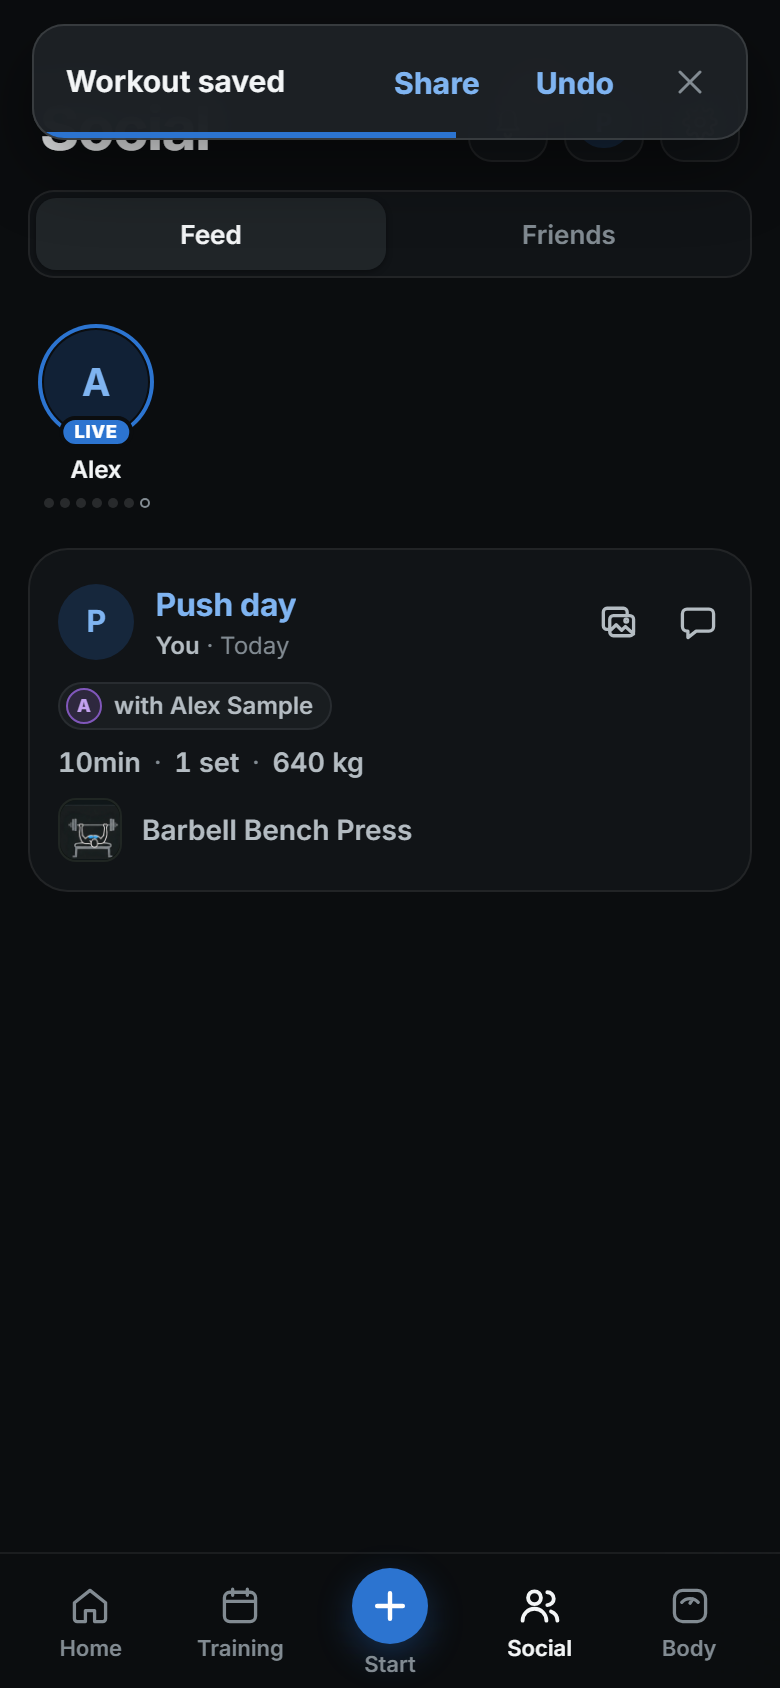 Workout saved
Share
Undo
Social
Feed
Friends
A
LIVE
Alex
P
Push day
You · Today
A
with Alex Sample
10min · 1 set · 640 kg
Barbell Bench Press
Home
Training
Start
Social
Body